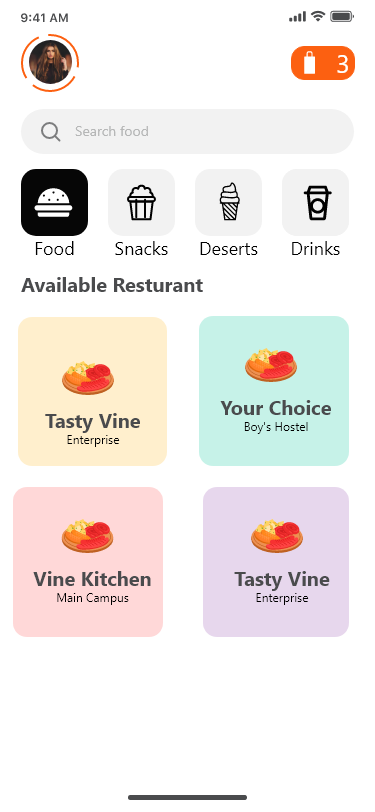 9:41 AM
3
Search food
Food Snacks Deserts Drinks
Available Resturant
Tasty Vine
Enterprise
Your Choice
Boy's Hostel
Vine Kitchen
Main Campus
Tasty Vine
Enterprise